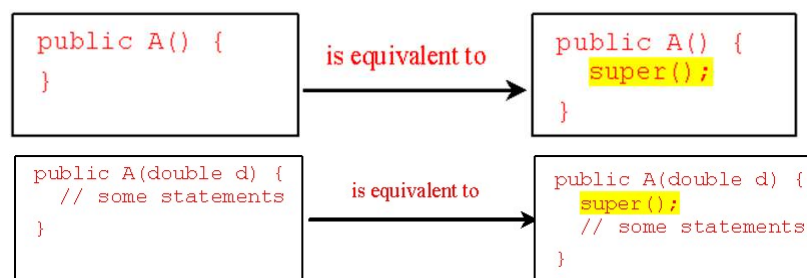 public A() {
}
is equivalent to
public A() {
super();
}
public A(double d) {
// some statements
}
is equivalent to
public A(double d) {
super();
// some statements
}